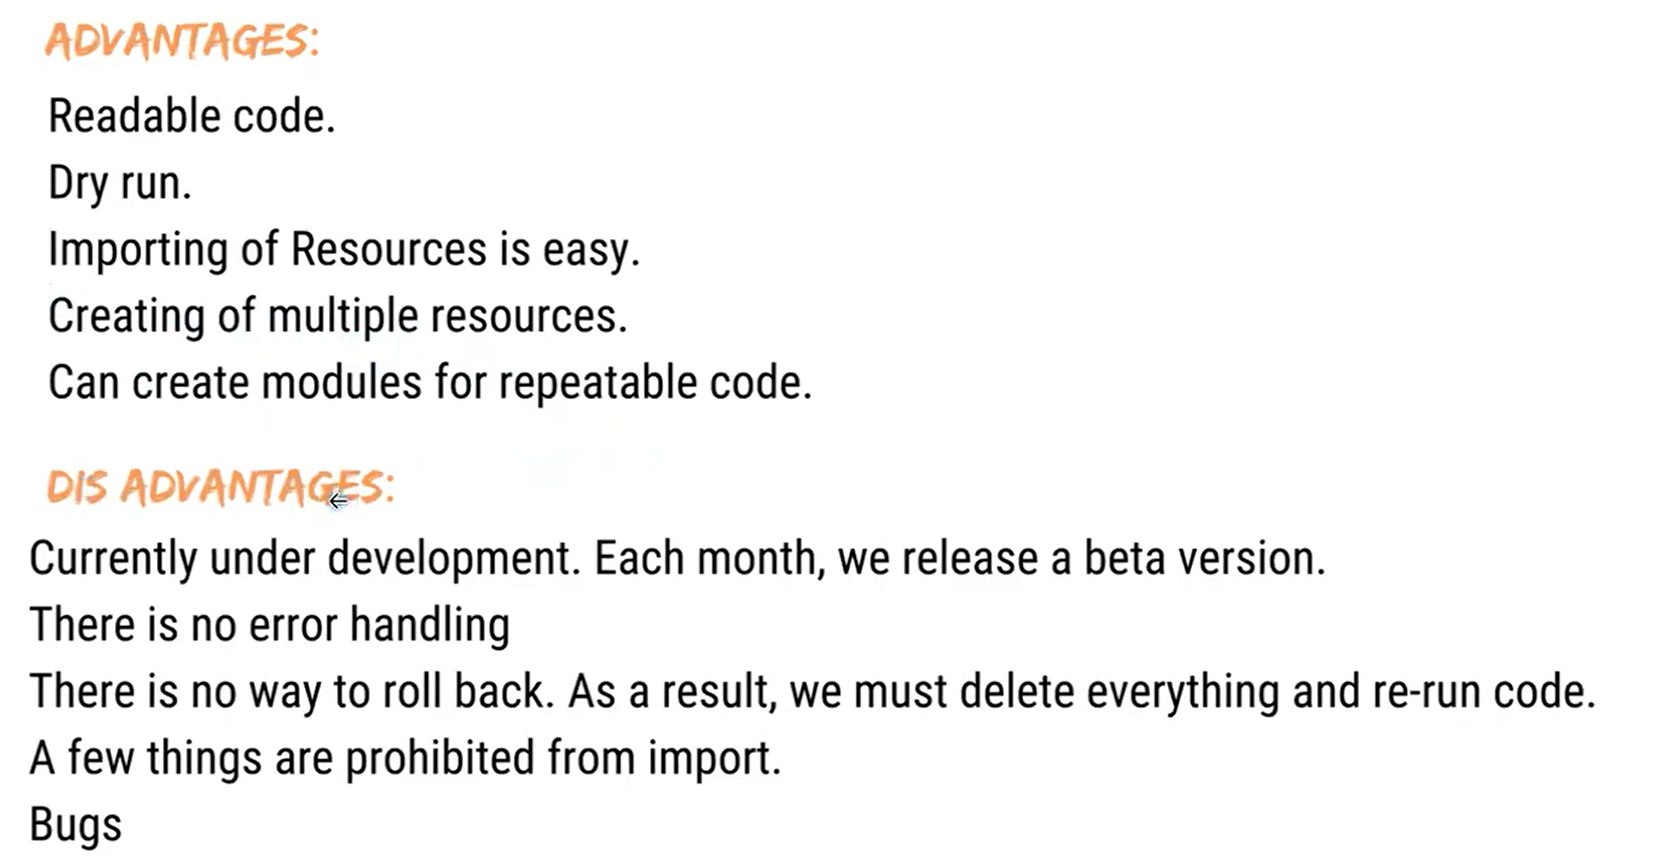 ADVANTAGES:
Readable code.
Dry run.
Importing of Resources is easy.
Creating of multiple resources.
Can create modules for repeatable code.
DIS ADVANTAGES:
Currently under development. Each month, we release a beta version.
There is no error handling
There is no way to roll back. As a result, we must delete everything and re-run code.
A few things are prohibited from import.
Bugs